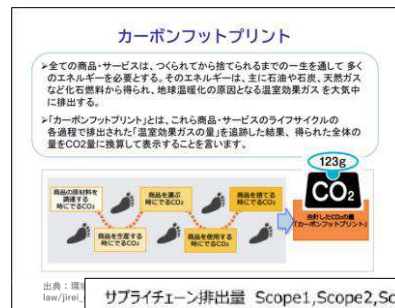 カーボンフットプリント
➢全ての商品・サービスは、つくられてから捨てられるまでの一生を通して 多く
のエネルギーを必要とする。そのエネルギーは、主に石油や石炭、天然ガス
など化石燃料から得られ、地球温暖化の原因となる温室効果ガス を大気中
に排出する。
➢「カーボンフットプリント」とは、これら商品・サービスのライフサイクルの
各過程で排出された「温室効果ガスの量」を追跡した結果、得られた全体の
量をCO2量に換算して表示することを言います。
123g
CO2
商品の原材料を
調達する
時にでるCO2
商品を運ぶ
時にでるCO2
商品を捨てる
時にでるCO2
商品を生産する
時にでるCO2
商品を使用する
時にでるCO2
合計したCO2の量
「カーボンフットプリント」
出典：環
law/jirei_
サプライチェーン排出量 Scope1,Scope2,Sc